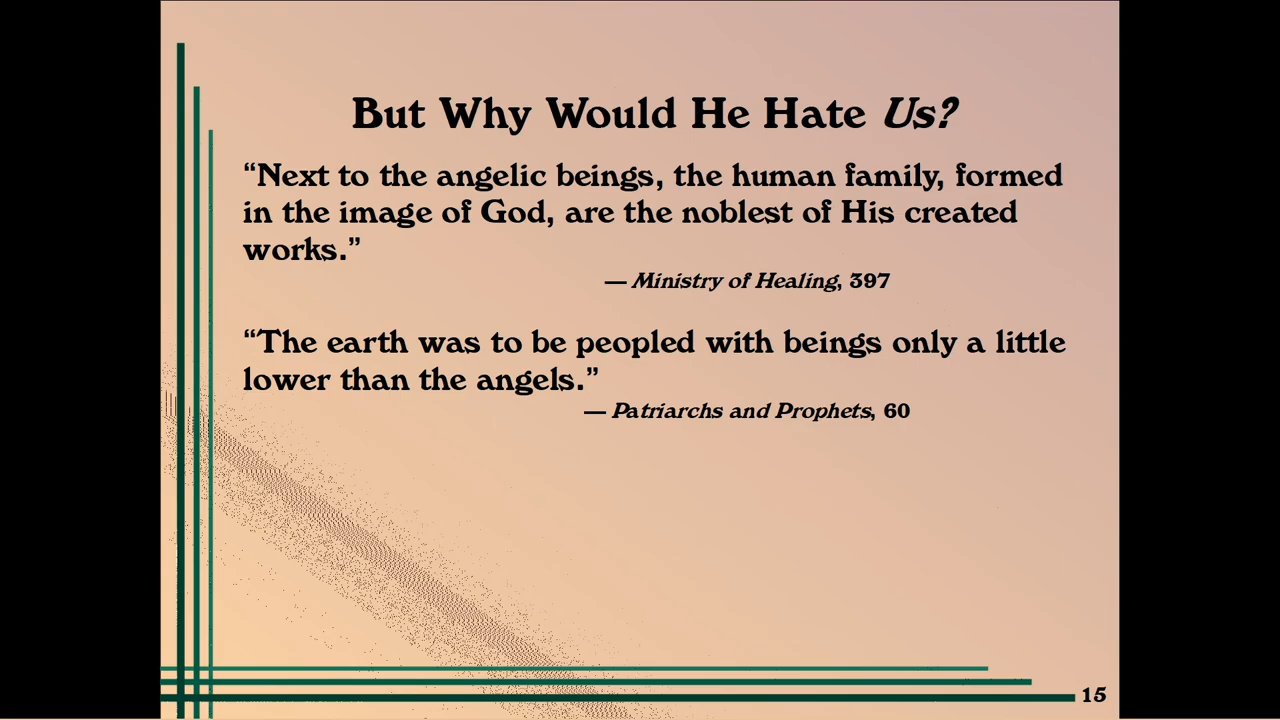 But Why Would He Hate Us?
“Next to the angelic beings, the human family, formed
in the image of God, are the noblest of His created
works.”
— Ministry of Healing, 397
“The earth was to be peopled with beings only a little
lower than the angels.”
— Patriarchs and Prophets, 60
15